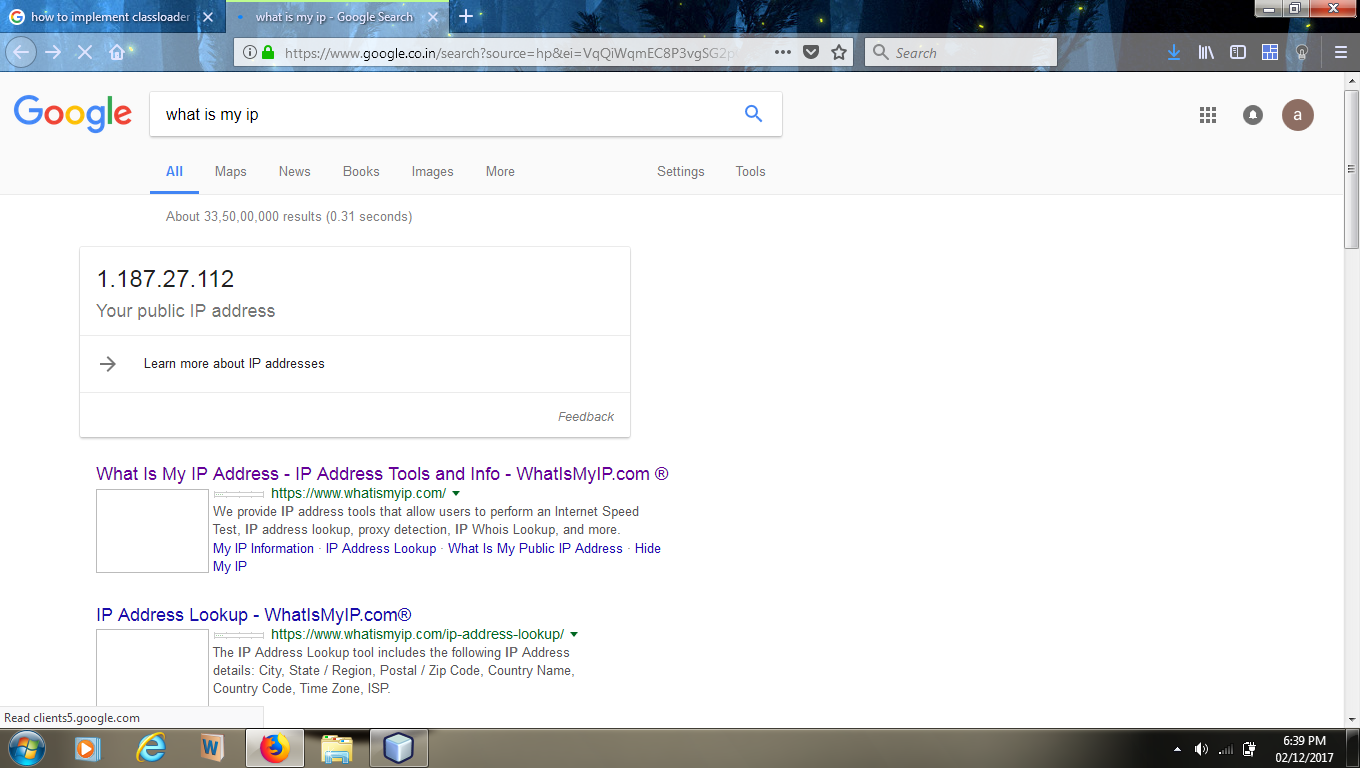 how to implement classloader
what is my ip - Google Search
https://www.google.co.in/search?source=hp&ei=VqQiWqmEC8P3vgSG2p
Search
Google
what is my ip
a
All Maps News Books Images More Settings Tools
About 33,50,00,000 results (0.31 seconds)
1.187.27.112
Your public IP address
Learn more about IP addresses
Feedback
What Is My IP Address - IP Address Tools and Info - WhatIsMyIP.com ®
https://www.whatismyip.com/
We provide IP address tools that allow users to perform an Internet Speed
Test, IP address lookup, proxy detection, IP Whois Lookup, and more.
My IP Information · IP Address Lookup · What Is My Public IP Address · Hide
My IP
IP Address Lookup - WhatIsMyIP.com®
https://www.whatismyip.com/ip-address-lookup/
The IP Address Lookup tool includes the following IP Address
details: City, State / Region, Postal / Zip Code, Country Name,
Country Code, Time Zone, ISP.
Read clients5.google.com
6:39 PM
02/12/2017